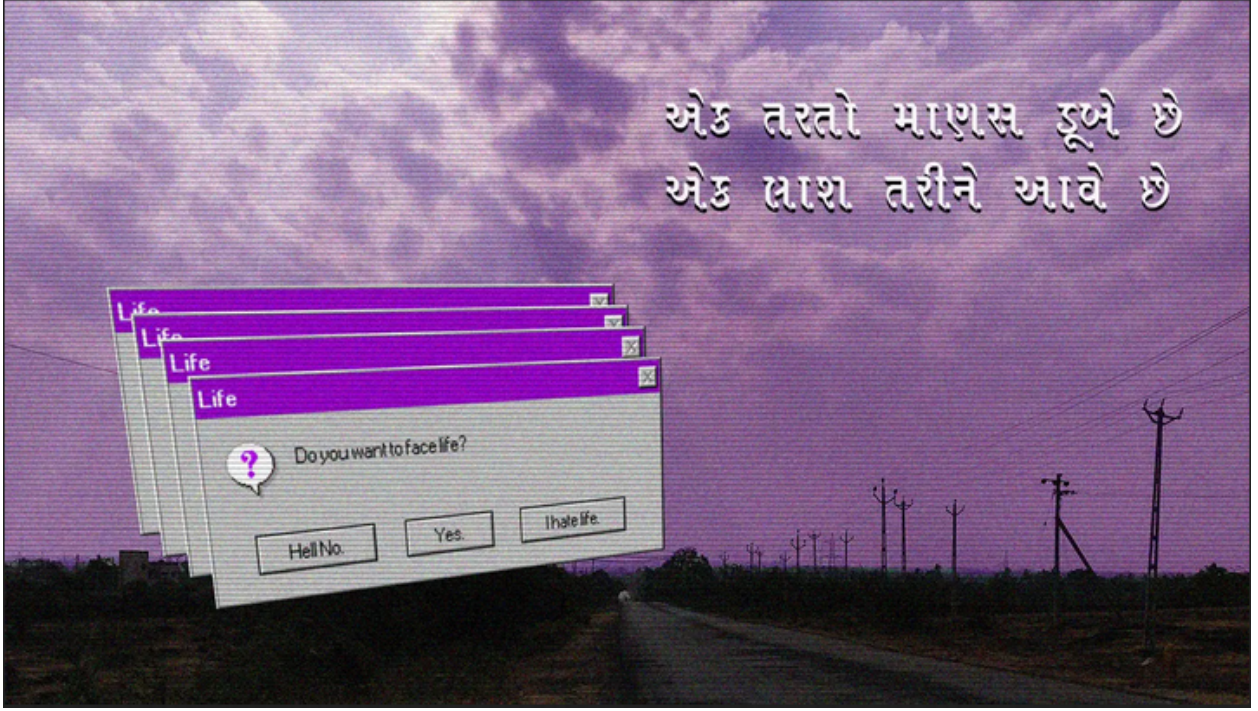 એક તરતો માણસ ડૂબે છે
એક લાશ તરીને આવે છે
Life
Life
Life
Life
Do you want to face life?
Hell No.
Yes.
I hate life.